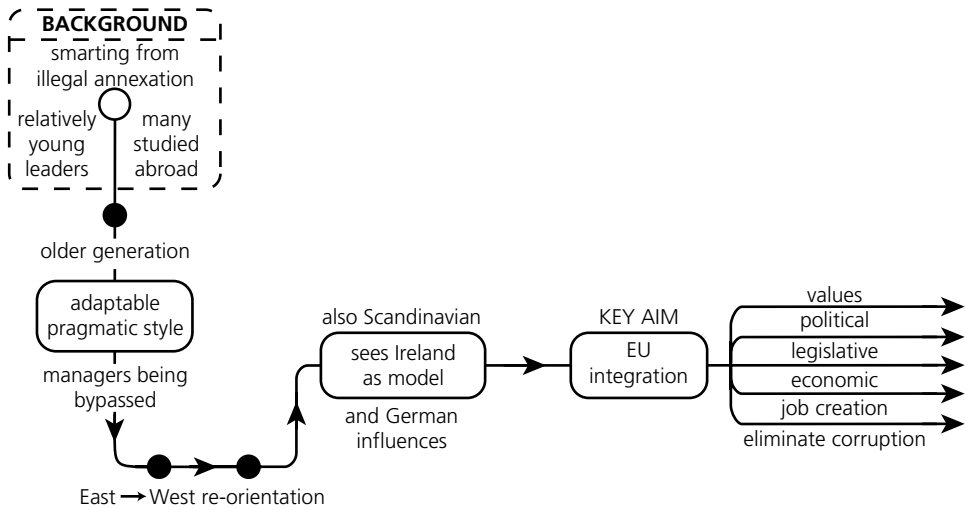 BACKGROUND
smarting from
illegal annexation
relatively
young
leaders
many
studied
abroad
older generation
adaptable
pragmatic style
managers being
bypassed
East → West re-orientation
also Scandinavian
sees Ireland
as model
and German
influences
KEY AIM
EU
integration
values
political
legislative
economic
job creation
eliminate corruption